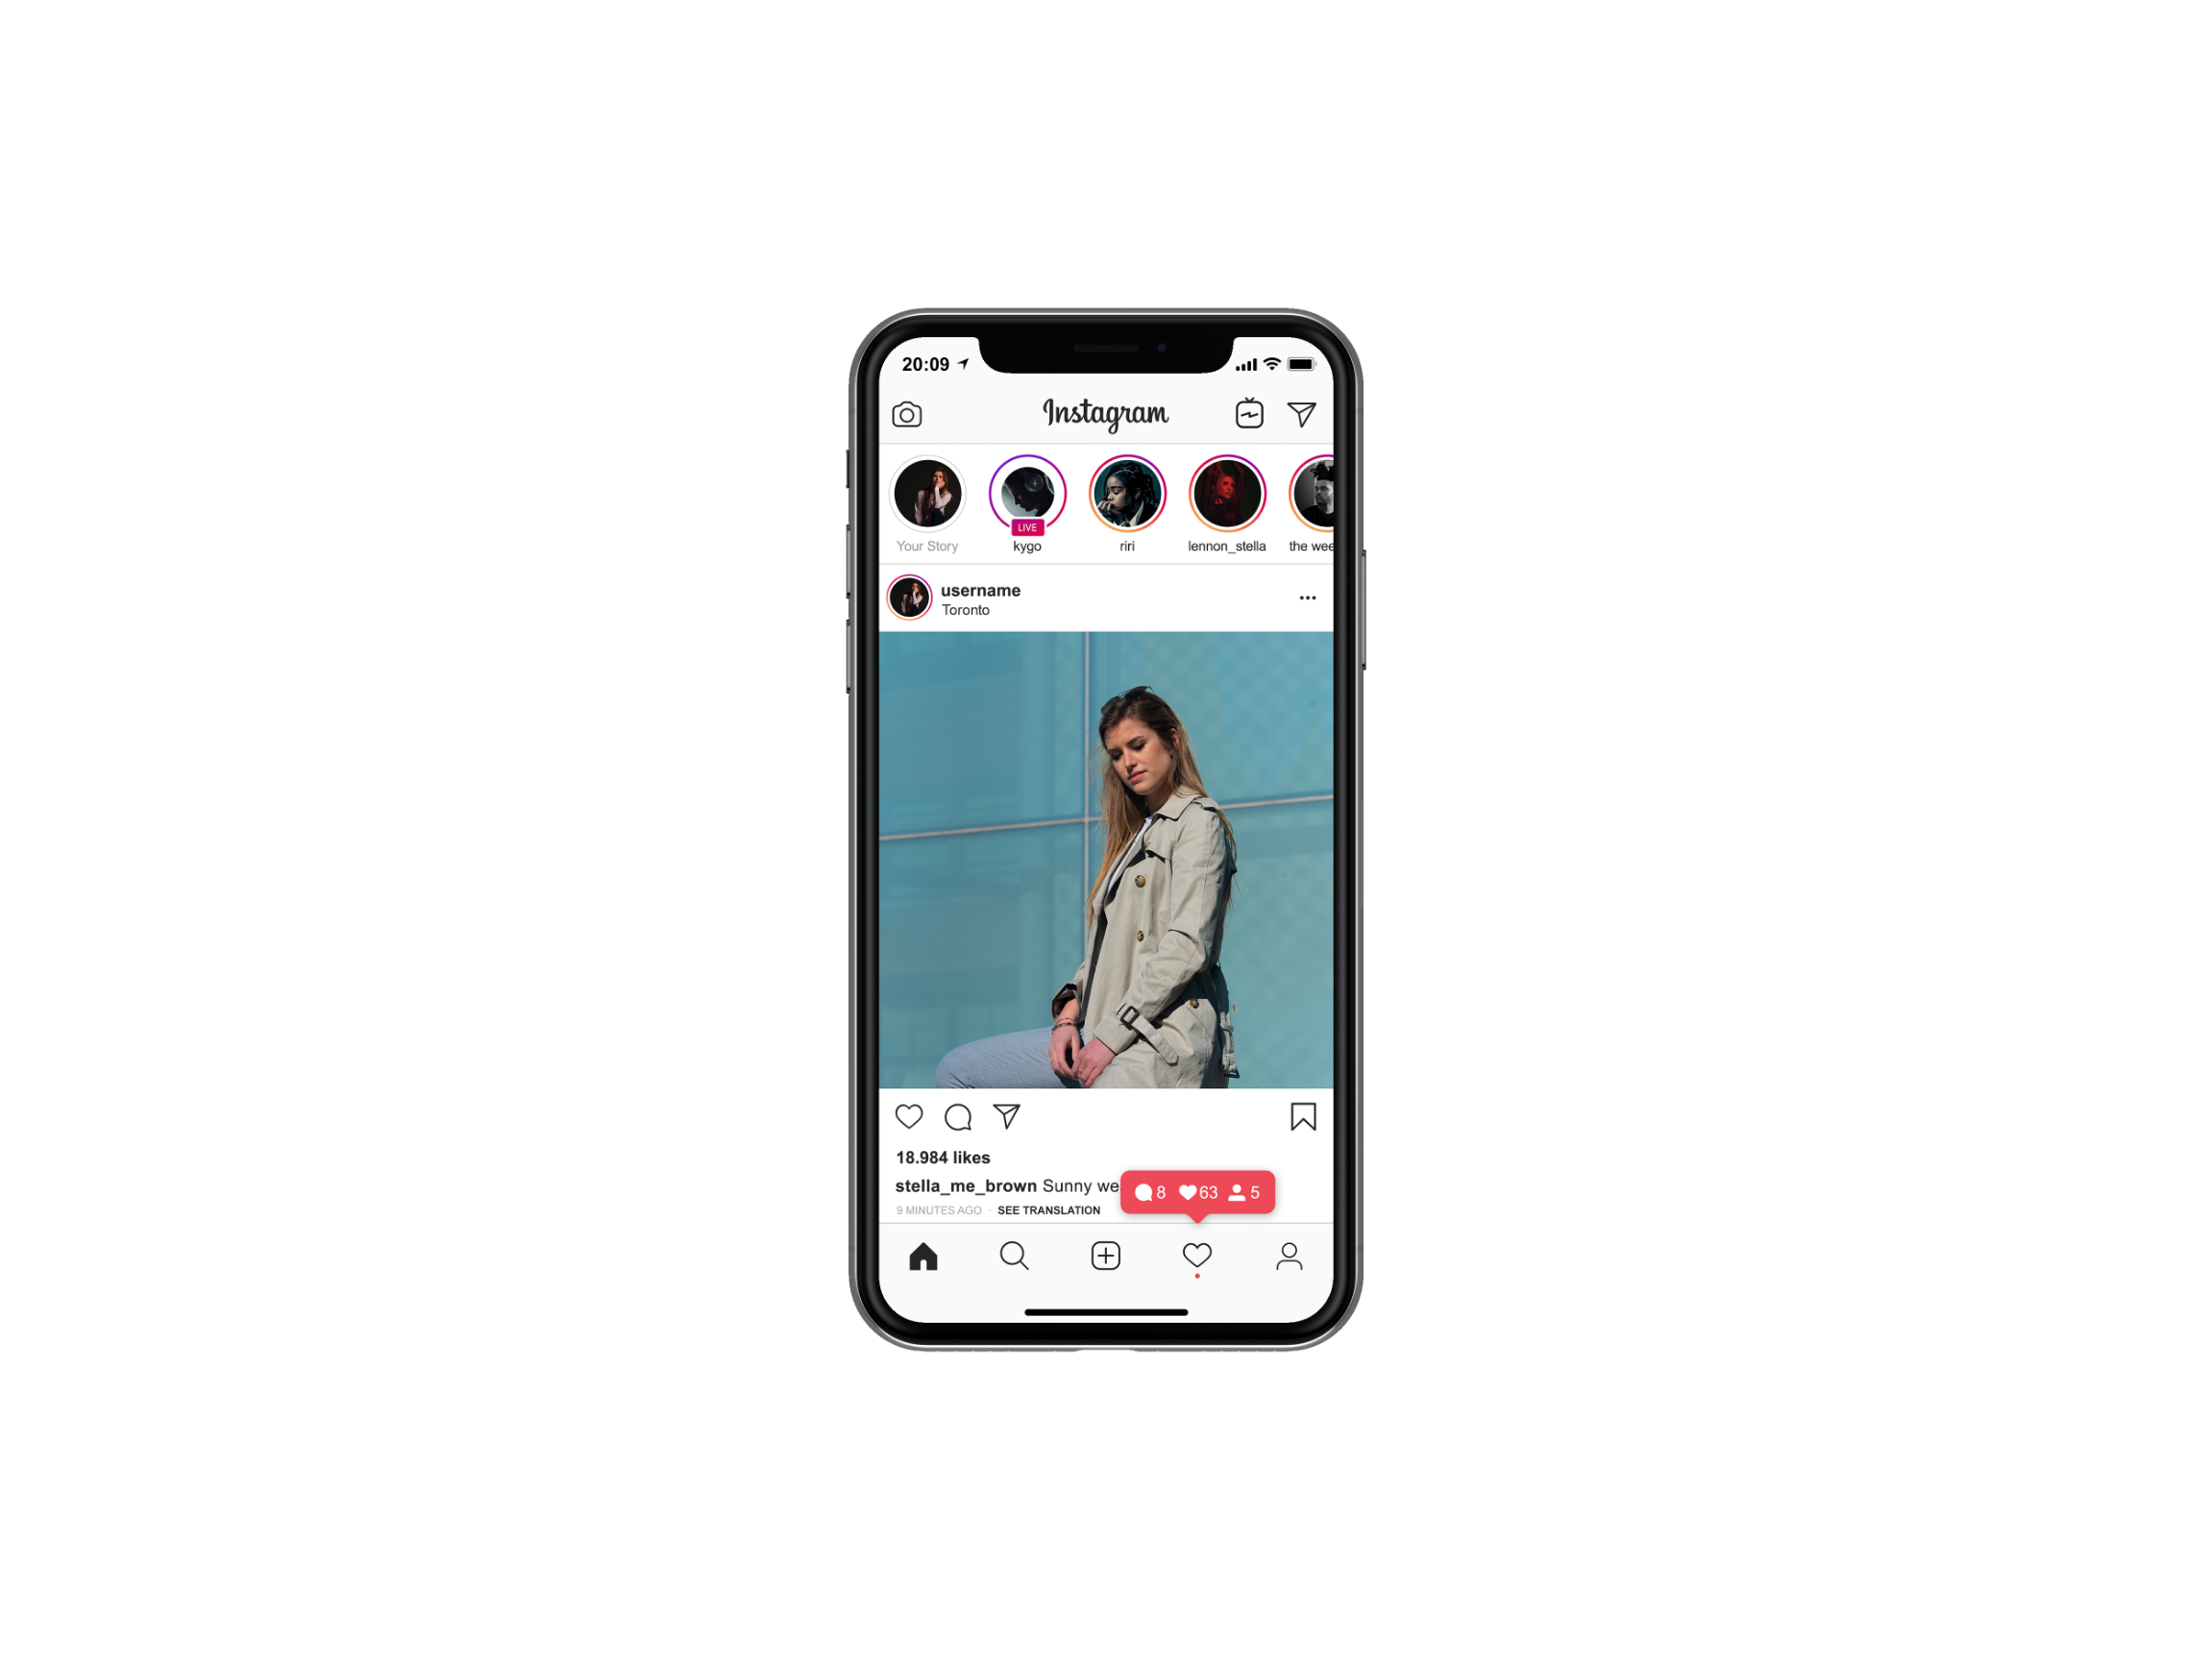 20:09
Instagram
LIVE
Your Story kygo riri lennon_stella the wee
username
Toronto
18.984 likes
stella_me_brown Sunny we
8 63 5
9 MINUTES AGO · SEE TRANSLATION